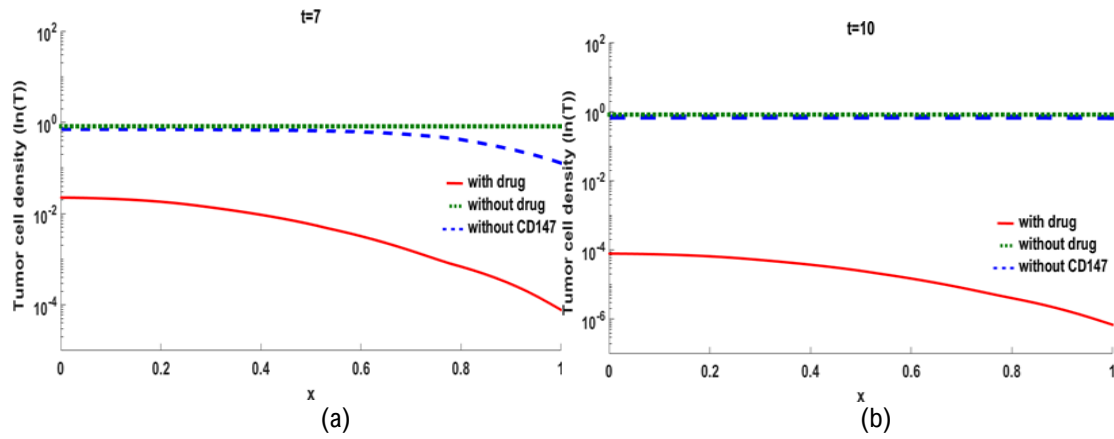 t=7
Tumor cell density (ln(T))
10^2
10^0
10^-2
10^-4
with drug
without drug
without CD147
0 0.2 0.4 0.6 0.8 1
x
(a)
t=10
Tumor cell density (ln(T))
10^2
10^0
10^-2
10^-4
10^-6
with drug
without drug
without CD147
0 0.2 0.4 0.6 0.8 1
x
(b)